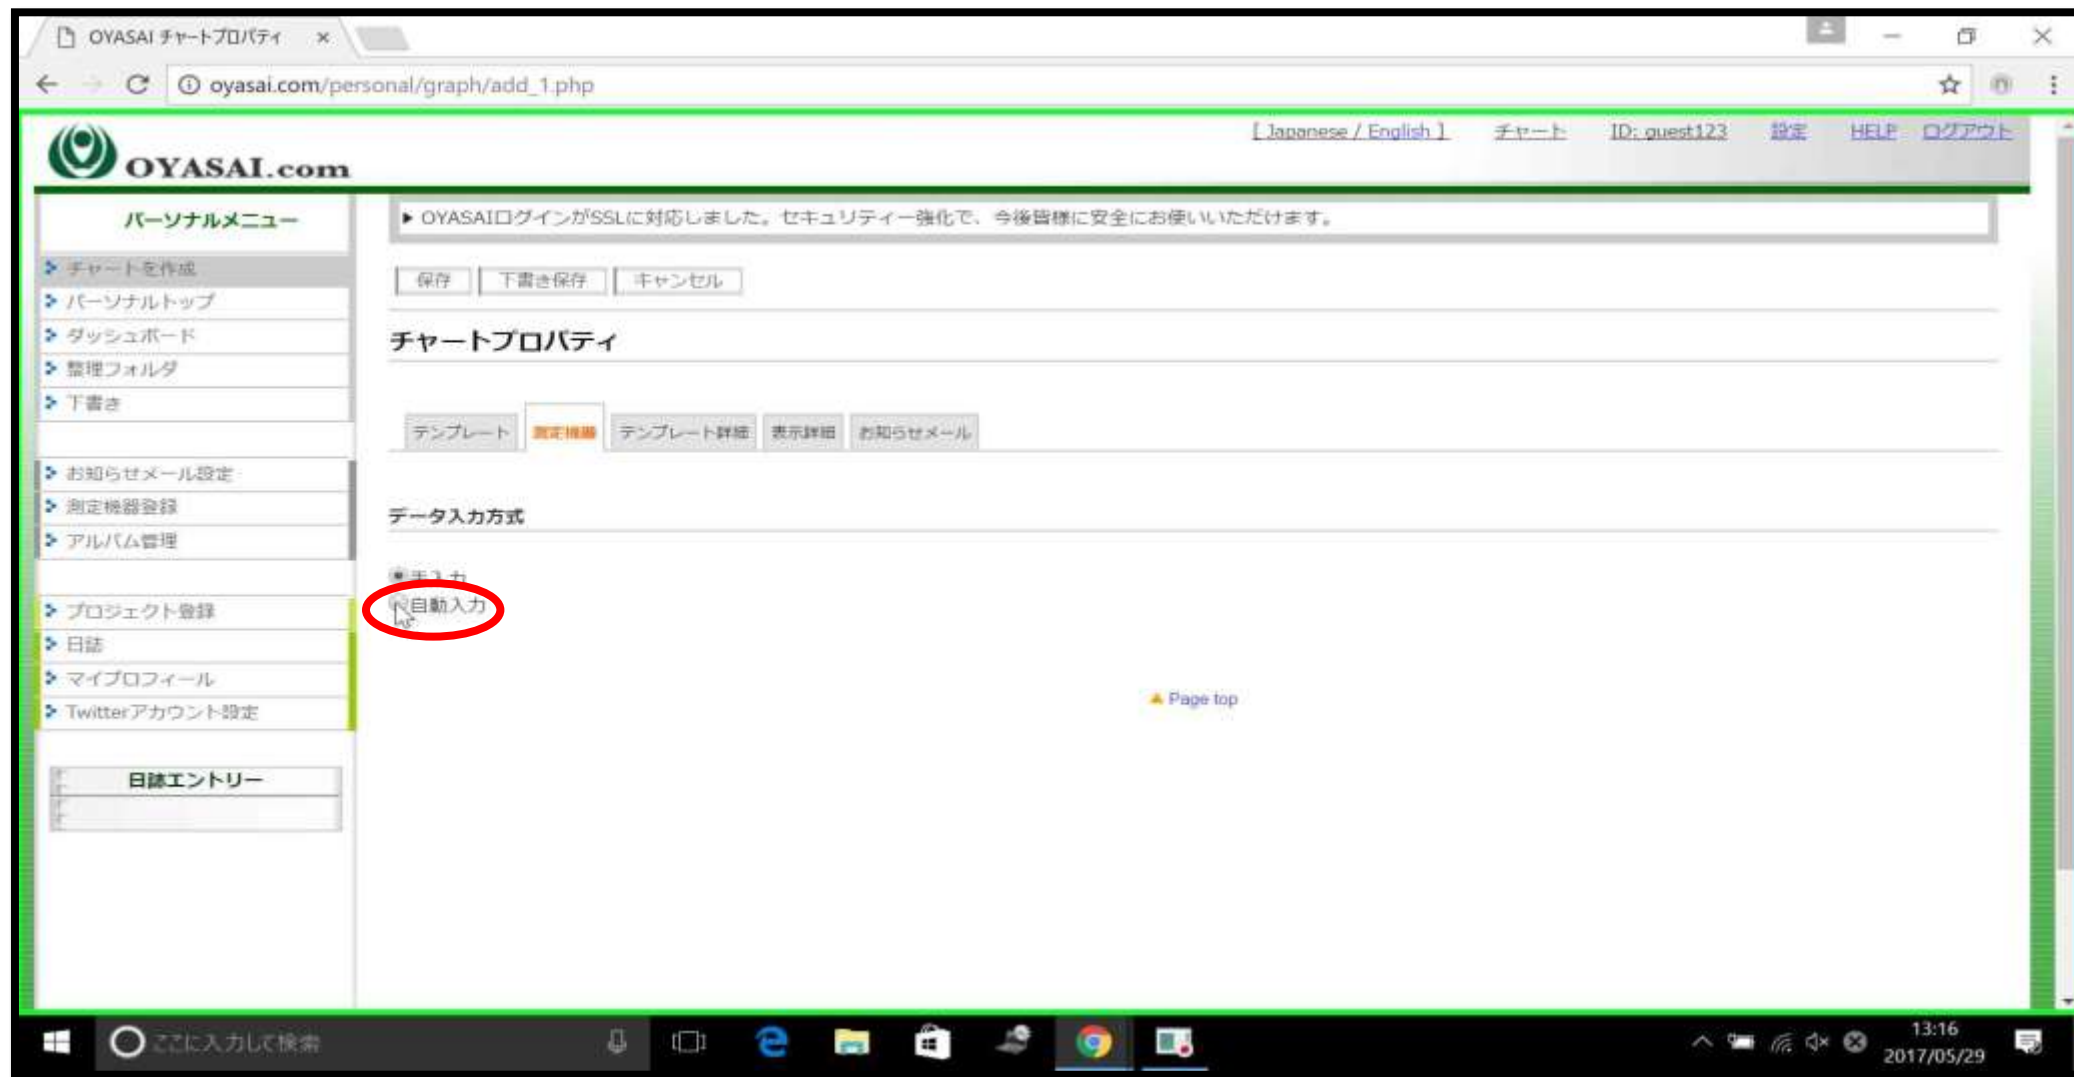 OYASAI チャートプロパティ
oyasai.com/personal/graph/add_1.php
[ Japanese / English ] チャート ID: guest123 設定 HELP ログアウト
OYASAI.com
パーソナルメニュー
チャートを作成
パーソナルトップ
ダッシュボード
整理フォルダ
下書き
お知らせメール設定
測定機器登録
アルバム管理
プロジェクト登録
日誌
マイプロフィール
Twitterアカウント設定
日誌エントリー
OYASAIログインがSSLに対応しました。セキュリティー強化で、今後皆様に安全にお使いいただけます。
保存 下書き保存 キャンセル
チャートプロパティ
テンプレート 測定機器 テンプレート詳細 表示詳細 お知らせメール
データ入力方式
手入力
自動入力
Page top
ここに入力して検索
13:16
2017/05/29